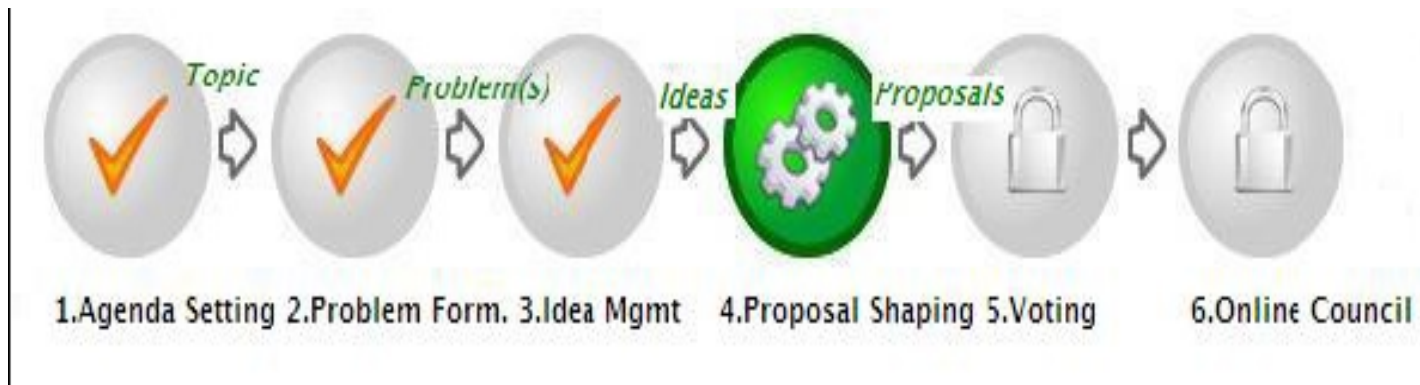 Topic
Problem(s)
Ideas
Proposals
1.Agenda Setting 2.Problem Form. 3.Idea Mgmt 4.Proposal Shaping 5.Voting 6.Online Council